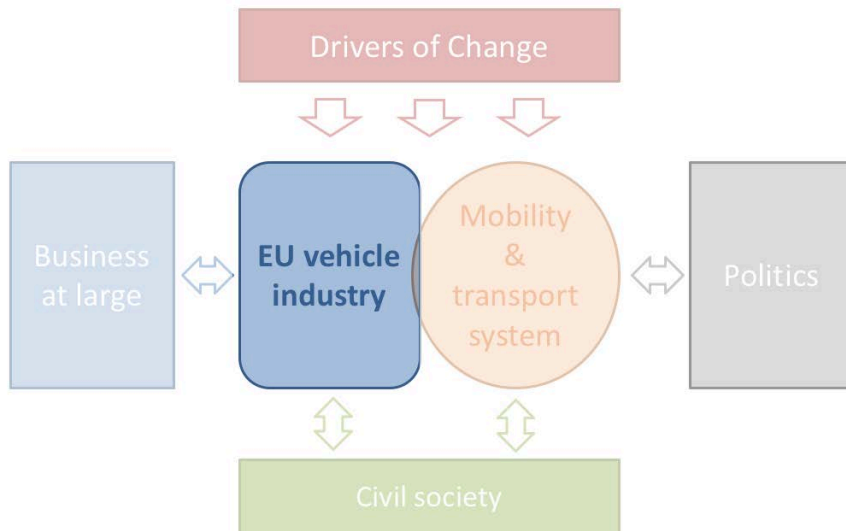 Drivers of Change
Business
at large
EU vehicle
industry
Mobility
&
transport
system
Politics
Civil society